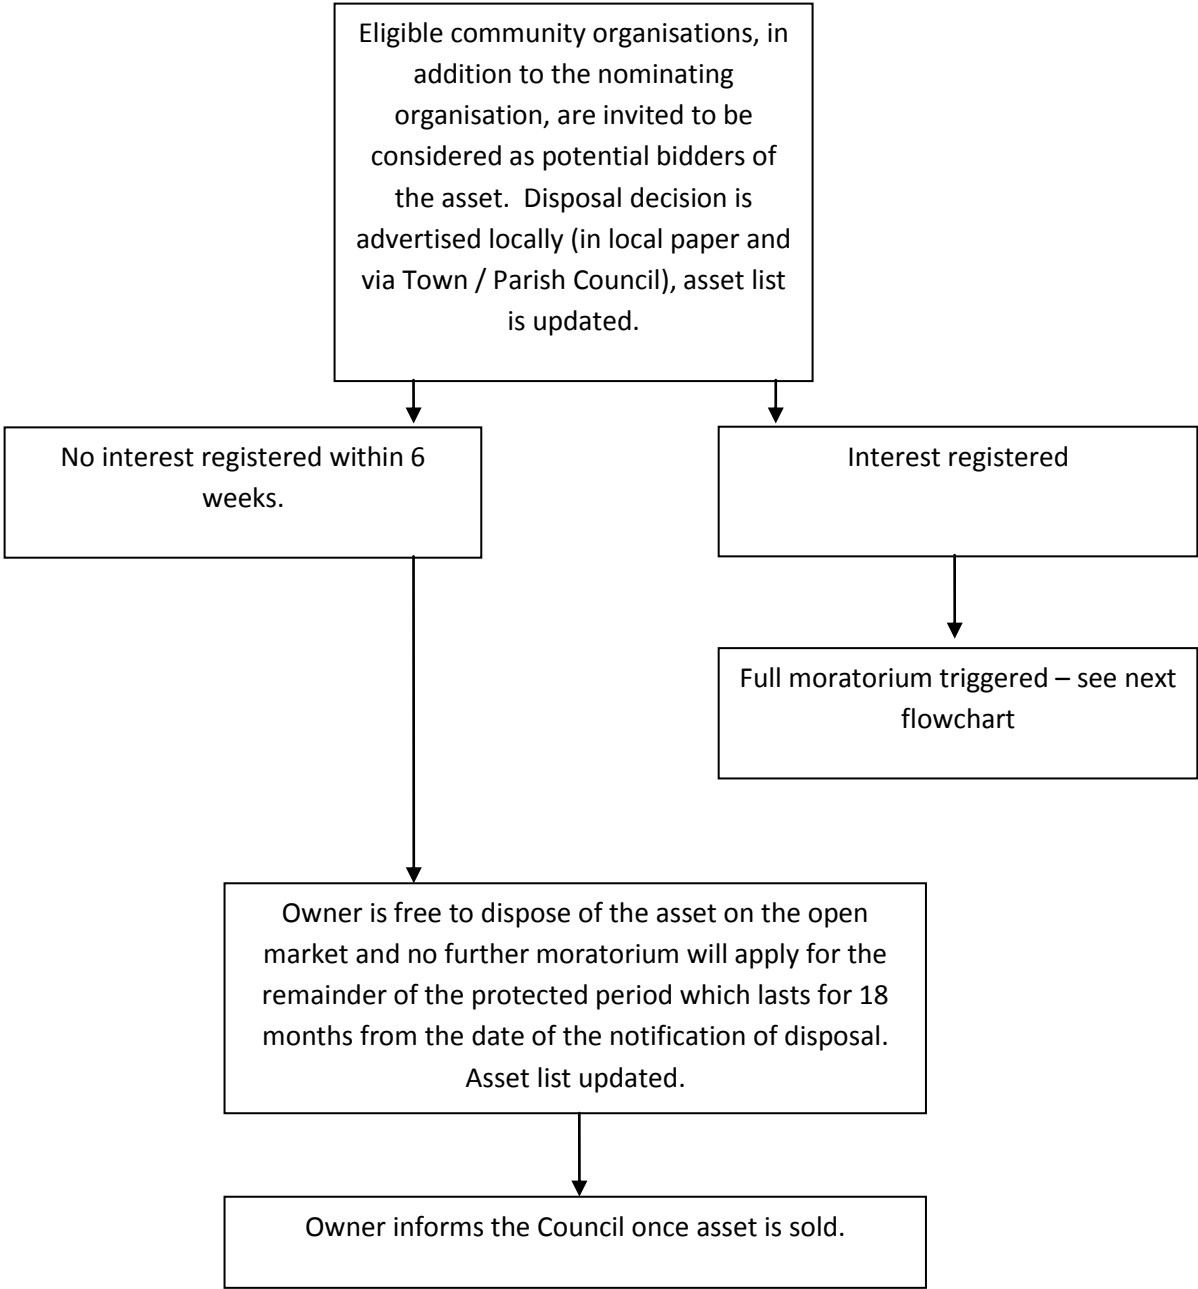 Eligible community organisations, in
addition to the nominating
organisation, are invited to be
considered as potential bidders of
the asset.  Disposal decision is
advertised locally (in local paper and
via Town / Parish Council), asset list
is updated.
No interest registered within 6
weeks.
Interest registered
Full moratorium triggered – see next
flowchart
Owner is free to dispose of the asset on the open
market and no further moratorium will apply for the
remainder of the protected period which lasts for 18
months from the date of the notification of disposal.
Asset list updated.
Owner informs the Council once asset is sold.